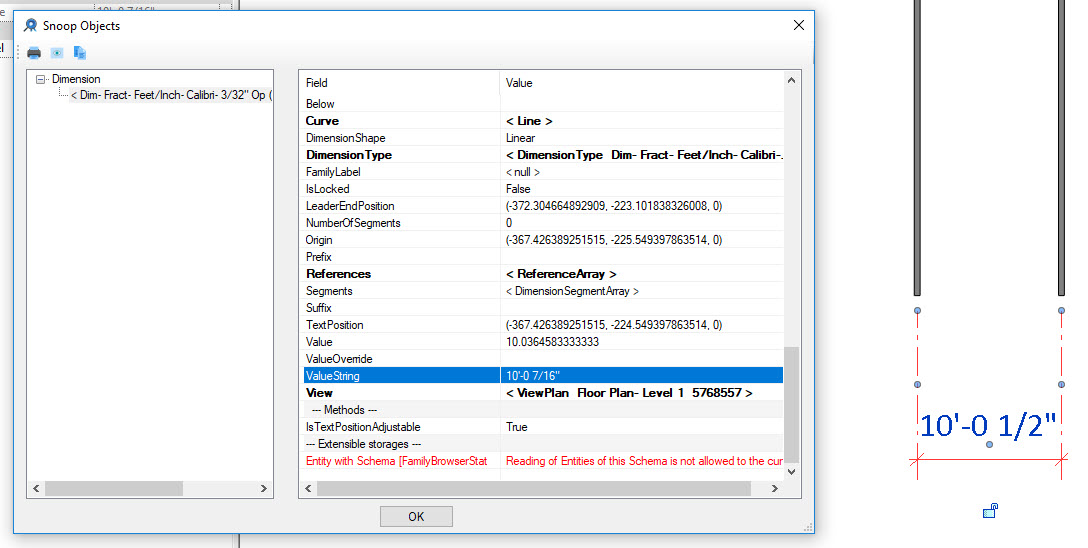 Snoop Objects
Dimension
< Dim- Fract- Feet/Inch- Calibri- 3/32" Op (
Field Value
Below
Curve < Line >
DimensionShape Linear
DimensionType < DimensionType Dim- Fract- Feet/Inch- Calibri-.
FamilyLabel < null >
IsLocked False
LeaderEndPosition (-372.304664892909, -223.101838326008, 0)
NumberOfSegments 0
Origin (-367.426389251515, -225.549397863514, 0)
Prefix
References < ReferenceArray >
Segments < DimensionSegmentArray >
Suffix
TextPosition (-367.426389251515, -224.549397863514, 0)
Value 10.0364583333333
ValueOverride
ValueString 10'-0 7/16"
View < ViewPlan Floor Plan- Level 1 5768557 >
--- Methods ---
IsTextPositionAdjustable True
--- Extensible storages ---
Entity with Schema [FamilyBrowserStat Reading of Entities of this Schema is not allowed to the cur
OK
10'-0 1/2"